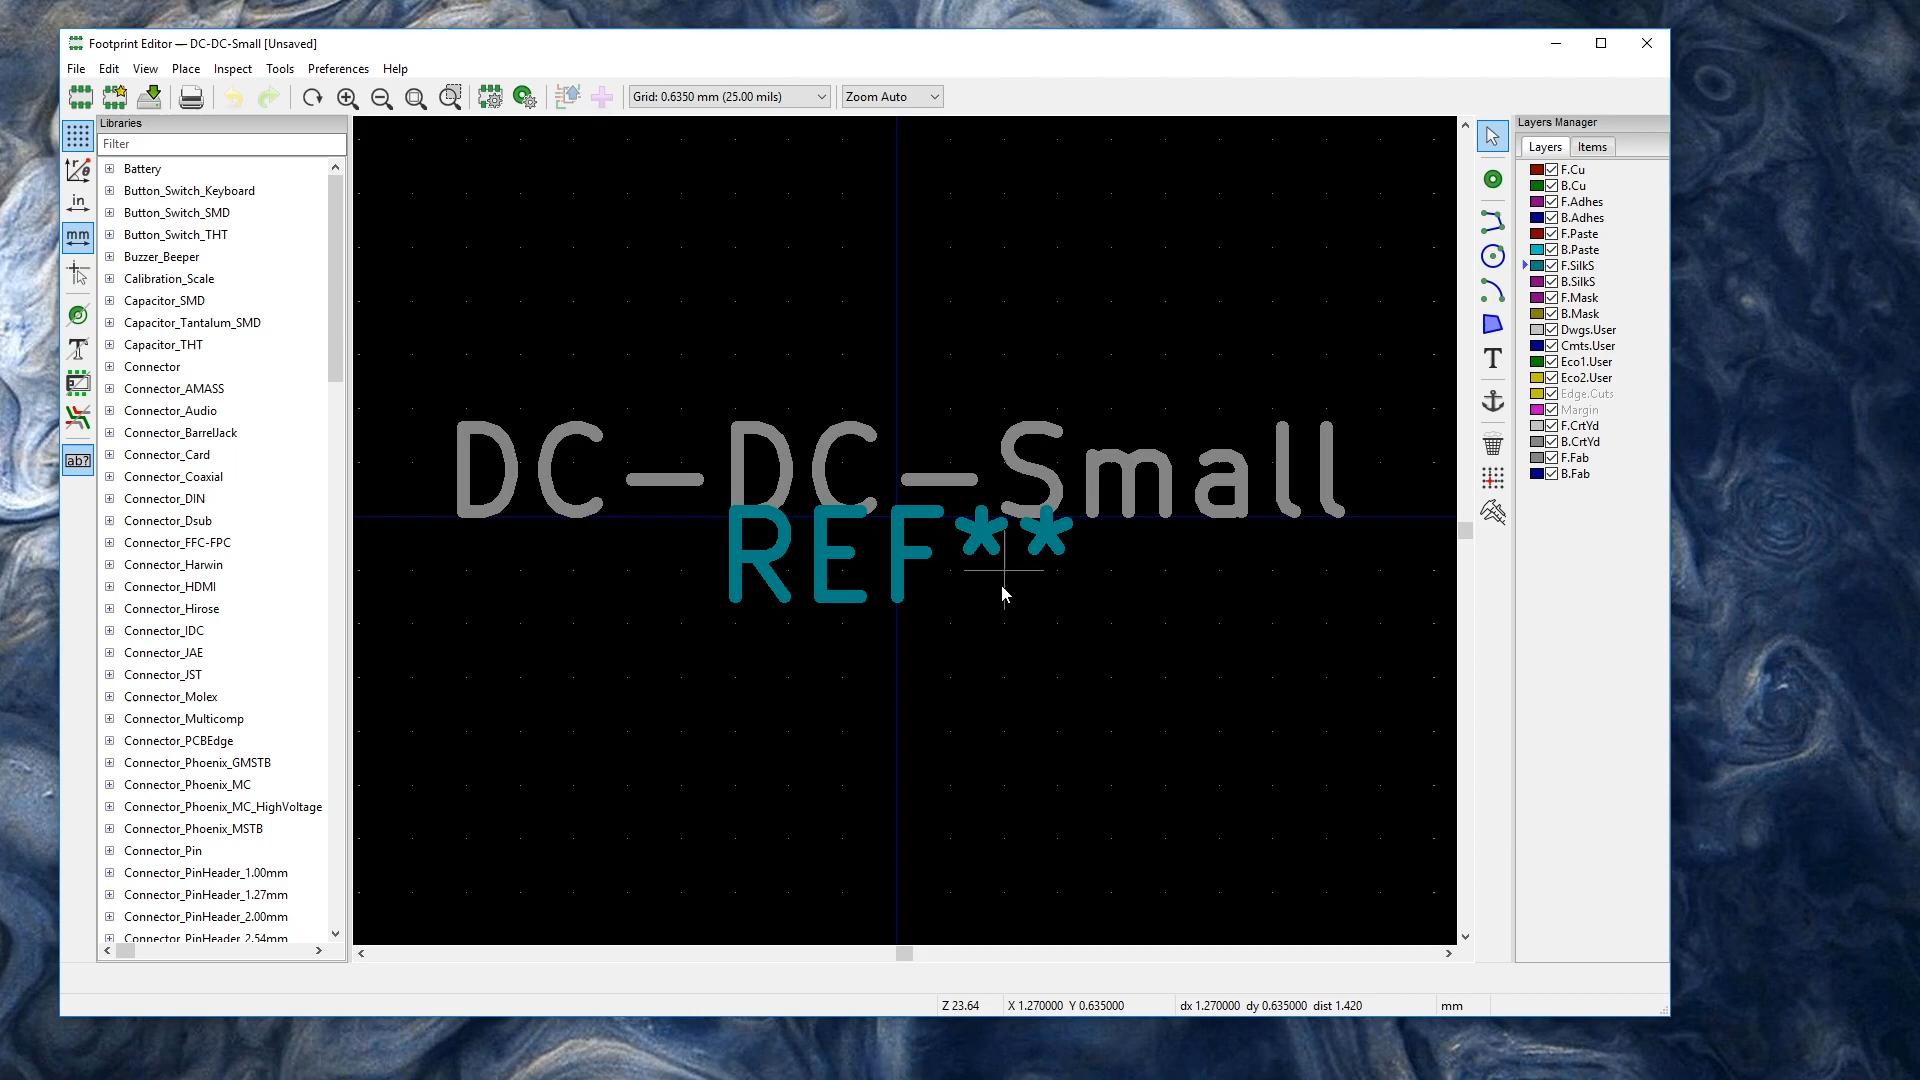 Footprint Editor — DC-DC-Small [Unsaved]
File Edit View Place Inspect Tools Preferences Help
Grid: 0.6350 mm (25.00 mils) Zoom Auto
Libraries
Filter
Battery
Button_Switch_Keyboard
Button_Switch_SMD
Button_Switch_THT
Buzzer_Beeper
Calibration_Scale
Capacitor_SMD
Capacitor_Tantalum_SMD
Capacitor_THT
Connector
Connector_AMASS
Connector_Audio
Connector_BarrelJack
Connector_Card
Connector_Coaxial
Connector_DIN
Connector_Dsub
Connector_FFC-FPC
Connector_Harwin
Connector_HDMI
Connector_Hirose
Connector_IDC
Connector_JAE
Connector_JST
Connector_Molex
Connector_Multicomp
Connector_PCBEdge
Connector_Phoenix_GMSTB
Connector_Phoenix_MC
Connector_Phoenix_MC_HighVoltage
Connector_Phoenix_MSTB
Connector_Pin
Connector_PinHeader_1.00mm
Connector_PinHeader_1.27mm
Connector_PinHeader_2.00mm
Connector_PinHeader_2.54mm
r θ
in
mm
T
ab?
DC-DC-Small
REF**
T
Layers Manager
Layers Items
F.Cu
B.Cu
F.Adhes
B.Adhes
F.Paste
B.Paste
F.SilkS
B.SilkS
F.Mask
B.Mask
Dwgs.User
Cmts.User
Eco1.User
Eco2.User
Edge.Cuts
Margin
F.CrtYd
B.CrtYd
F.Fab
B.Fab
Z 23.64 X 1.270000 Y 0.635000 dx 1.270000 dy 0.635000 dist 1.420 mm